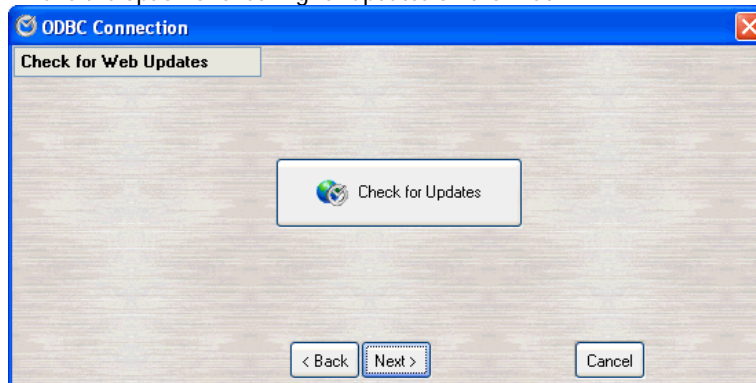 ODBC Connection
Check for Web Updates
Check for Updates
< Back Next > Cancel